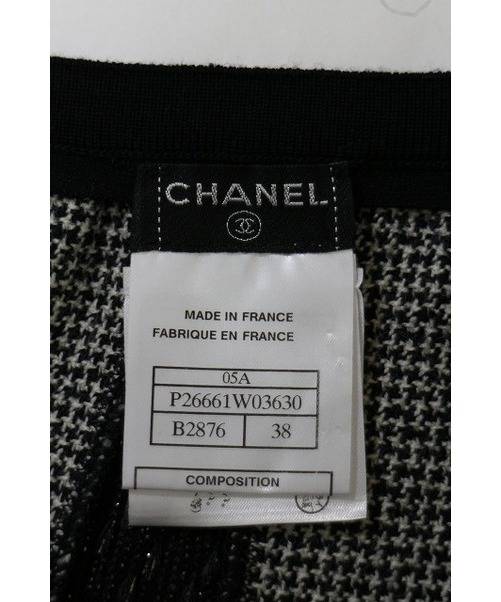 CHANEL
MADE IN FRANCE
FABRIQUE EN FRANCE
05A
P26661W03630
B2876 38
COMPOSITION